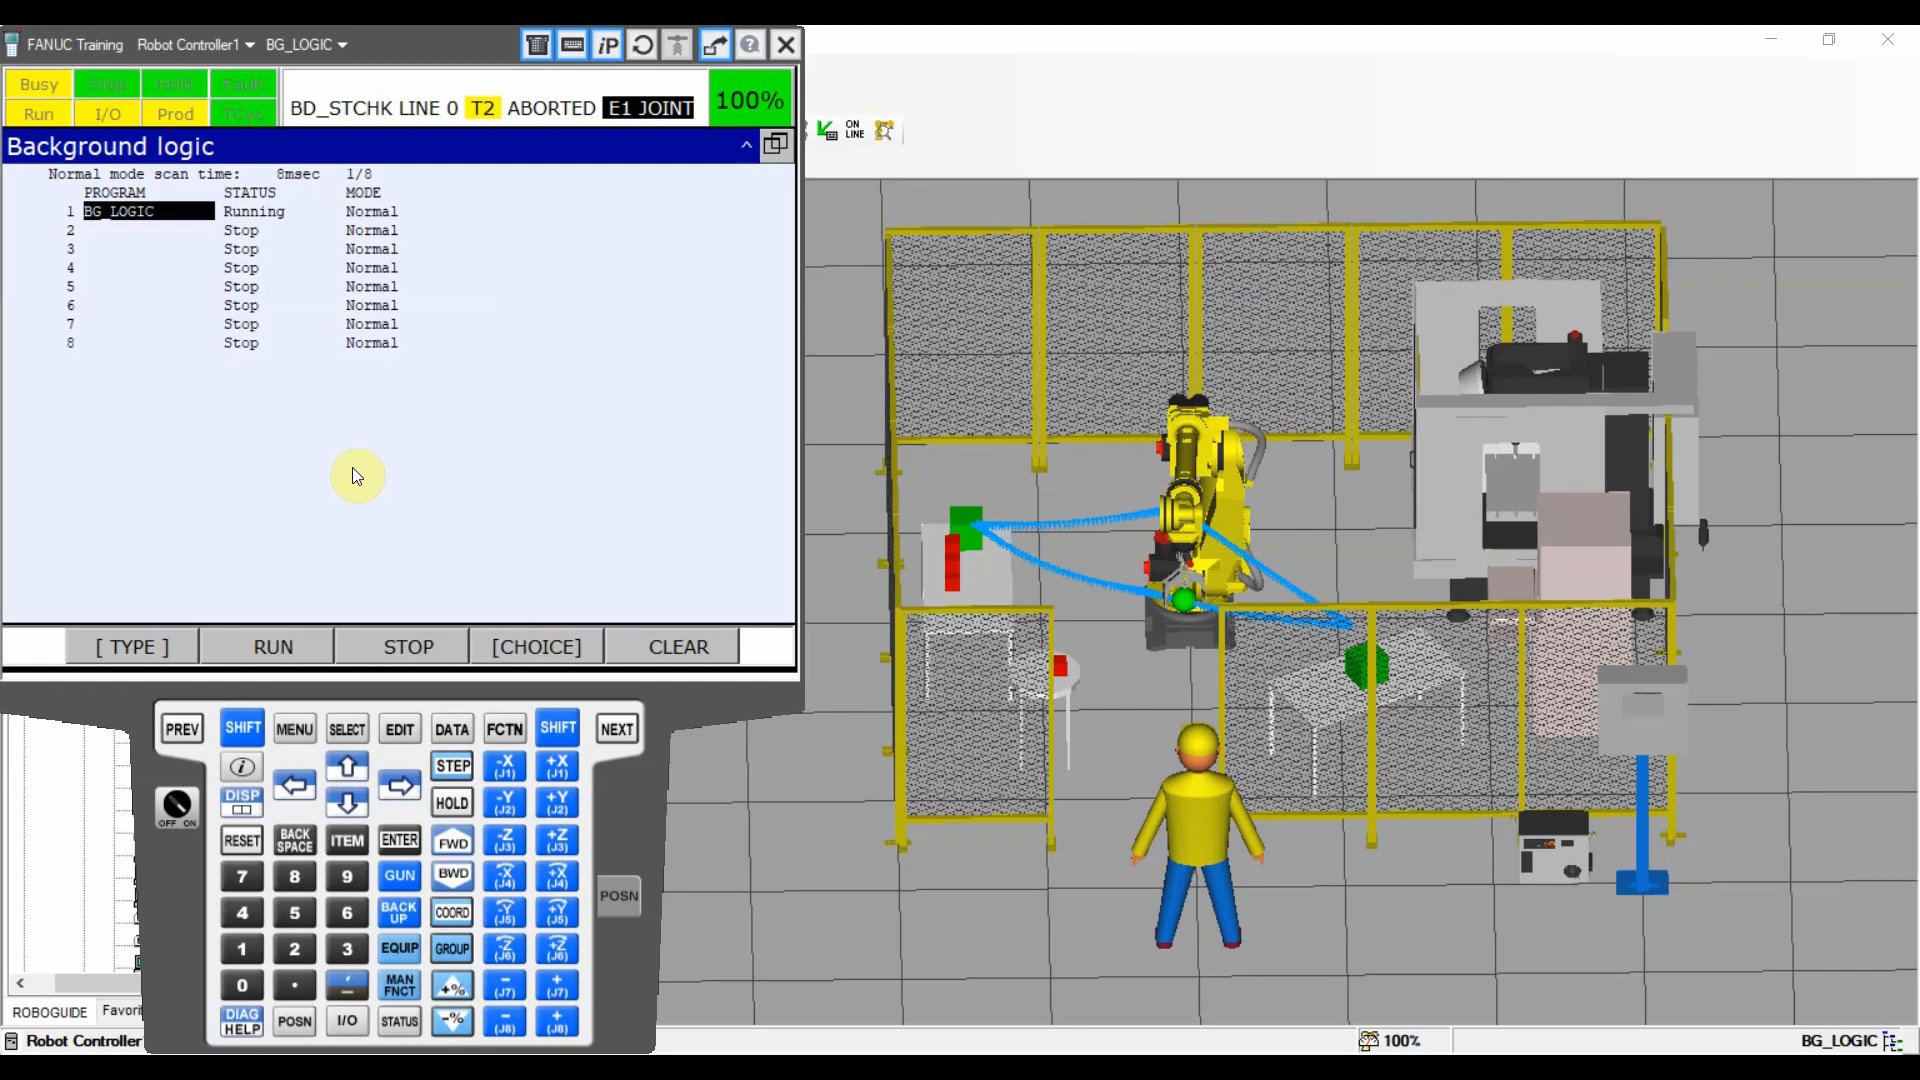 FANUC Training Robot Controller1 BG_LOGIC
iP
Busy Step Hold Fault
Run I/O Prod TCyc
BD_STCHK LINE 0 T2 ABORTED E1 JOINT
100%
Background logic
Normal mode scan time: 8msec 1/8
PROGRAM STATUS MODE
1 BG_LOGIC Running Normal
2 Stop Normal
3 Stop Normal
4 Stop Normal
5 Stop Normal
6 Stop Normal
7 Stop Normal
8 Stop Normal
[ TYPE ] RUN STOP [CHOICE] CLEAR
ON
LINE
PREV SHIFT MENU SELECT EDIT DATA FCTN SHIFT NEXT
i STEP -X (J1) +X (J1)
DISP HOLD -Y (J2) +Y (J2)
OFF ON
RESET BACK SPACE ITEM ENTER FWD -Z (J3) +Z (J3)
7 8 9 GUN BWD -X (J4) +X (J4)
POSN
4 5 6 BACK UP COORD -Y (J5) +Y (J5)
1 2 3 EQUIP GROUP -Z (J6) +Z (J6)
0 . MAN FNCT +% - (J7) + (J7)
DIAG HELP POSN I/O STATUS -% - (J8) + (J8)
ROBOGUIDE Favori
Robot Controller 100% BG_LOGIC